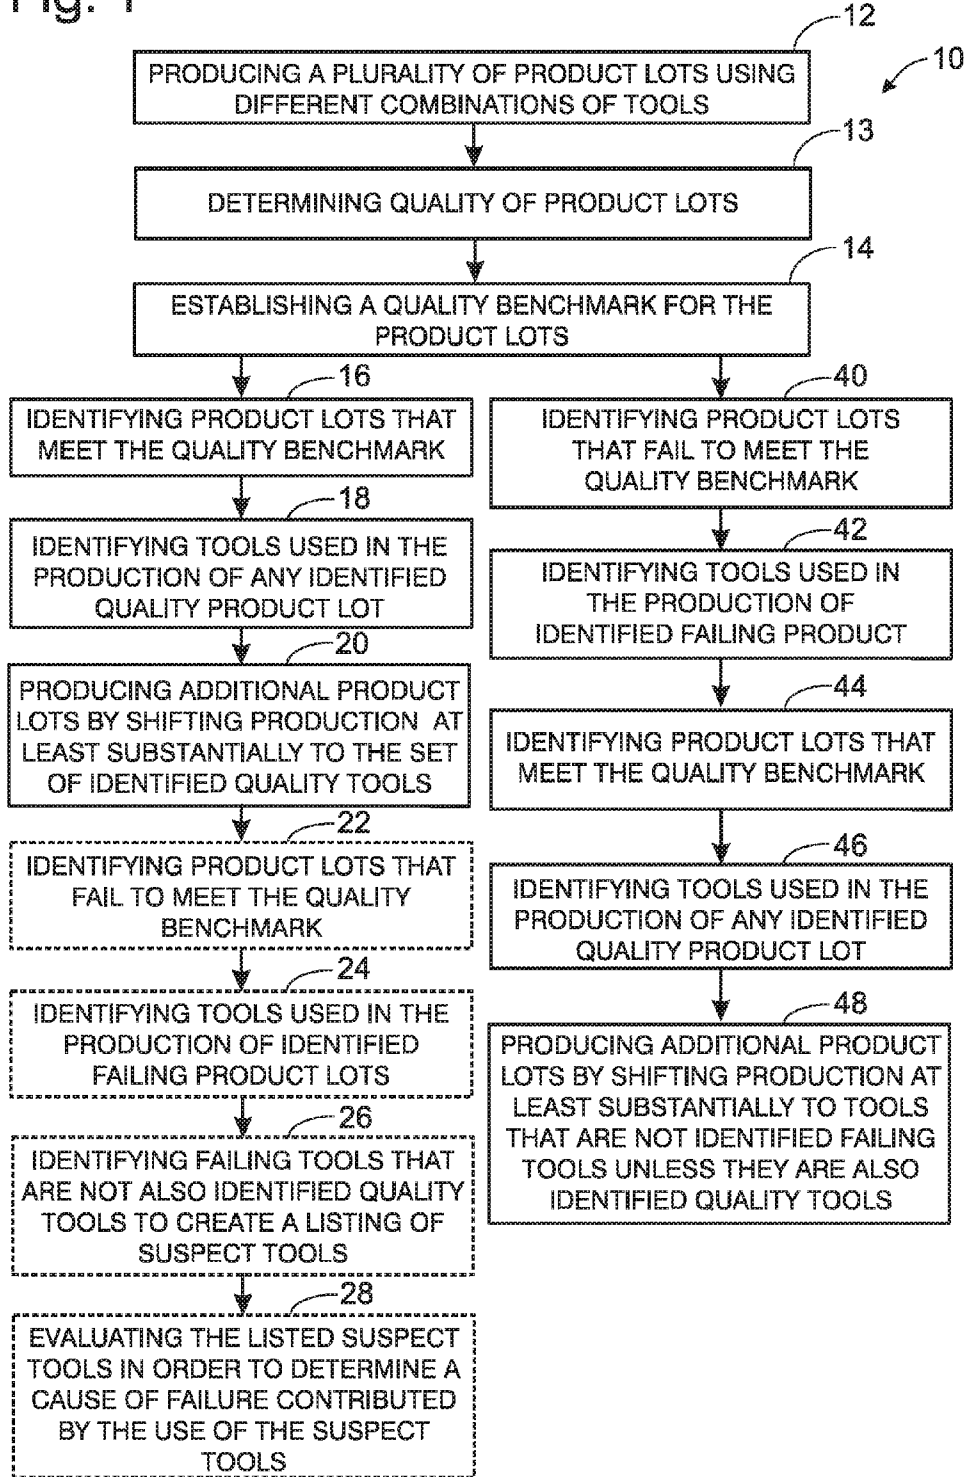 Fig. 1
12
10
PRODUCING A PLURALITY OF PRODUCT LOTS USING
DIFFERENT COMBINATIONS OF TOOLS
13
DETERMINING QUALITY OF PRODUCT LOTS
14
ESTABLISHING A QUALITY BENCHMARK FOR THE
PRODUCT LOTS
16
IDENTIFYING PRODUCT LOTS THAT
MEET THE QUALITY BENCHMARK
18
IDENTIFYING TOOLS USED IN THE
PRODUCTION OF ANY IDENTIFIED
QUALITY PRODUCT LOT
20
PRODUCING ADDITIONAL PRODUCT
LOTS BY SHIFTING PRODUCTION AT
LEAST SUBSTANTIALLY TO THE SET
OF IDENTIFIED QUALITY TOOLS
22
IDENTIFYING PRODUCT LOTS THAT
FAIL TO MEET THE QUALITY
BENCHMARK
24
IDENTIFYING TOOLS USED IN THE
PRODUCTION OF IDENTIFIED
FAILING PRODUCT LOTS
26
IDENTIFYING FAILING TOOLS THAT
ARE NOT ALSO IDENTIFIED QUALITY
TOOLS TO CREATE A LISTING OF
SUSPECT TOOLS
28
EVALUATING THE LISTED SUSPECT
TOOLS IN ORDER TO DETERMINE A
CAUSE OF FAILURE CONTRIBUTED
BY THE USE OF THE SUSPECT
TOOLS
40
IDENTIFYING PRODUCT LOTS
THAT FAIL TO MEET THE
QUALITY BENCHMARK
42
IDENTIFYING TOOLS USED IN
THE PRODUCTION OF
IDENTIFIED FAILING PRODUCT
44
IDENTIFYING PRODUCT LOTS THAT
MEET THE QUALITY BENCHMARK
46
IDENTIFYING TOOLS USED IN THE
PRODUCTION OF ANY IDENTIFIED
QUALITY PRODUCT LOT
48
PRODUCING ADDITIONAL PRODUCT
LOTS BY SHIFTING PRODUCTION AT
LEAST SUBSTANTIALLY TO TOOLS
THAT ARE NOT IDENTIFIED FAILING
TOOLS UNLESS THEY ARE ALSO
IDENTIFIED QUALITY TOOLS